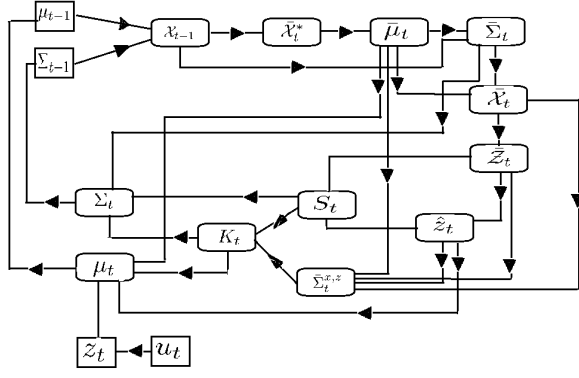 μ_{t−1}
𝒳_{t−1}
𝒳̄_t^*
μ̄_t
Σ̄_t
Σ_{t−1}
𝒳̄_t
𝒵̄_t
Σ_t
S_t
K_t
ẑ_t
μ_t
Σ̄_t^{x,z}
z_t
u_t